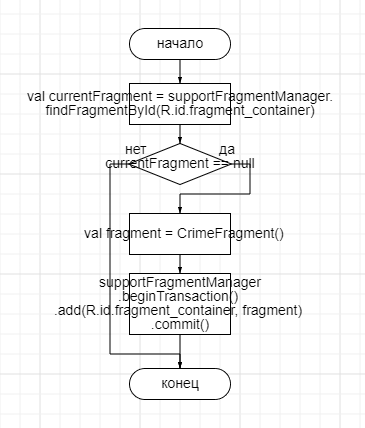 начало
val currentFragment = supportFragmentManager.
findFragmentById(R.id.fragment_container)
нет
да
currentFragment == null
val fragment = CrimeFragment()
supportFragmentManager
.beginTransaction()
.add(R.id.fragment_container, fragment)
.commit()
конец